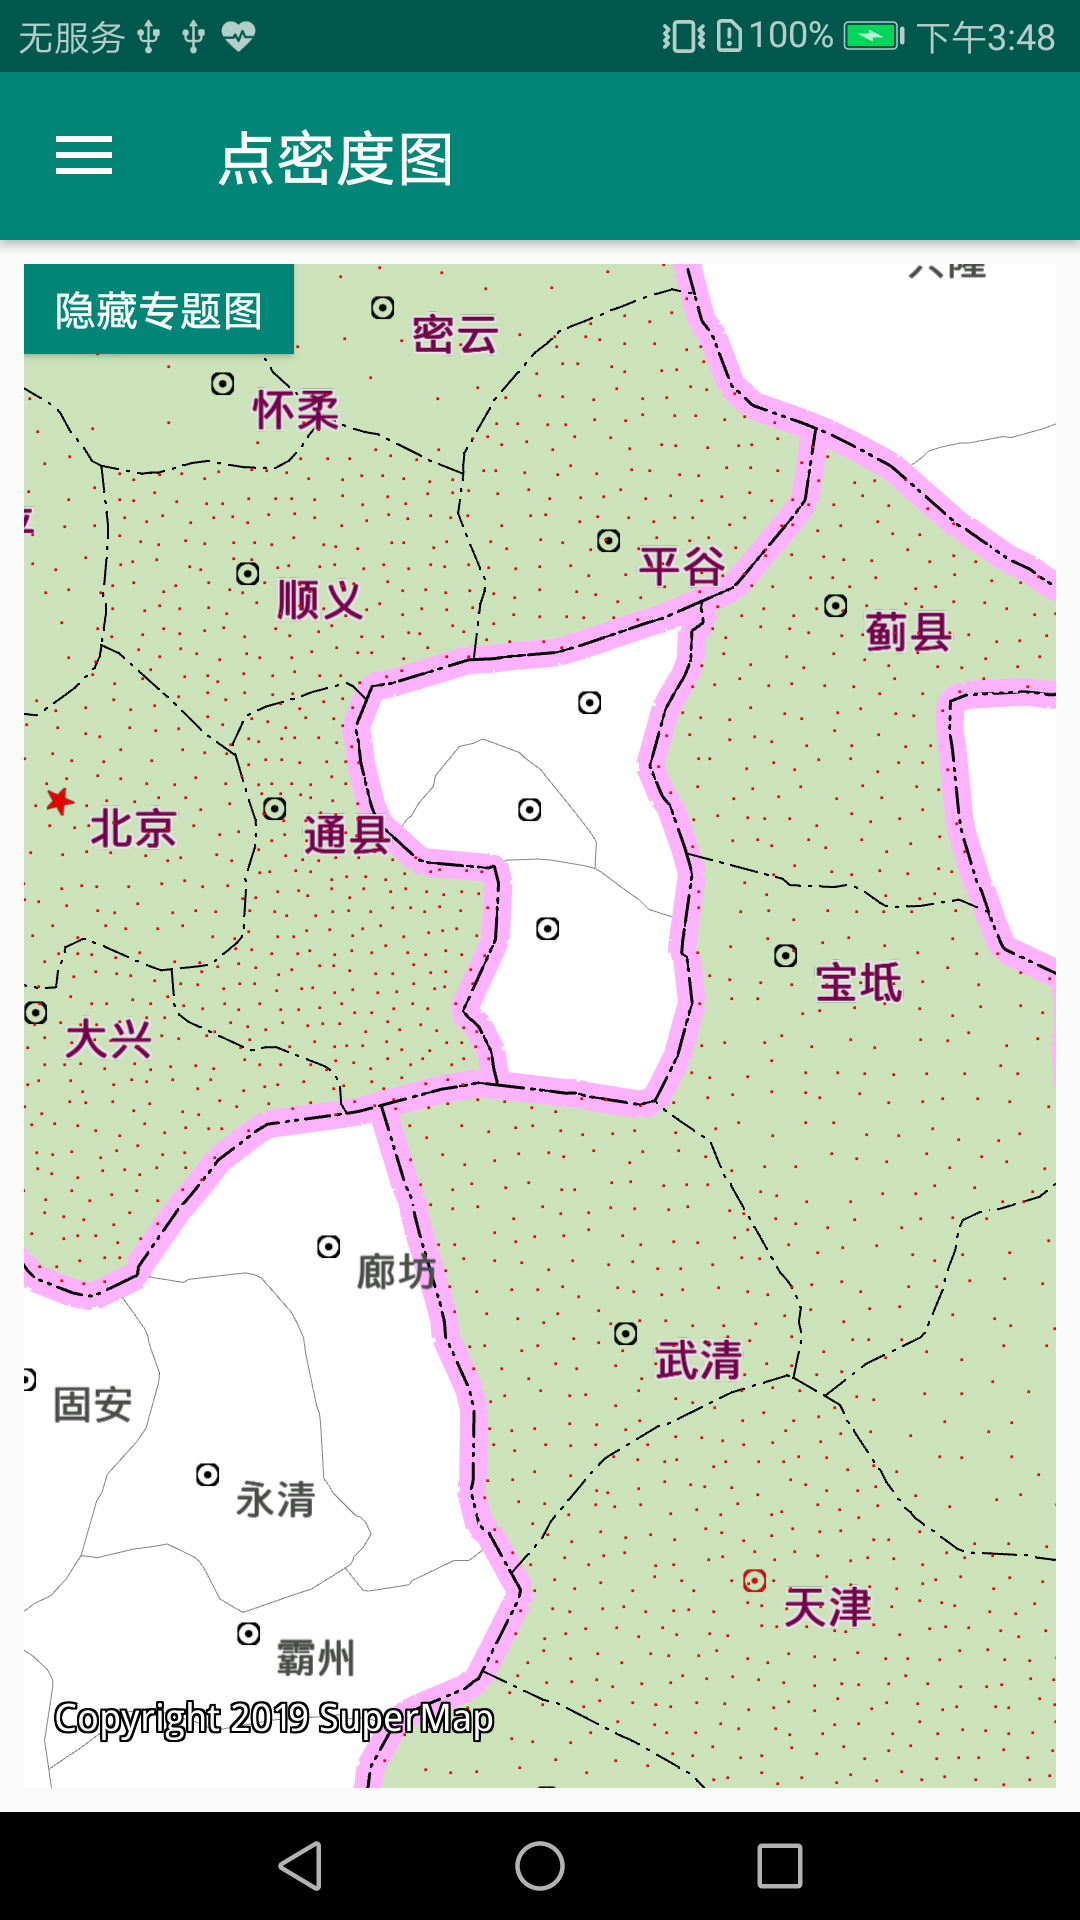 无服务
100%
下午3:48
点密度图
隐藏专题图
密云
怀柔
平谷
顺义
蓟县
北京
通县
宝坻
大兴
廊坊
武清
固安
永清
天津
霸州
Copyright 2019 SuperMap